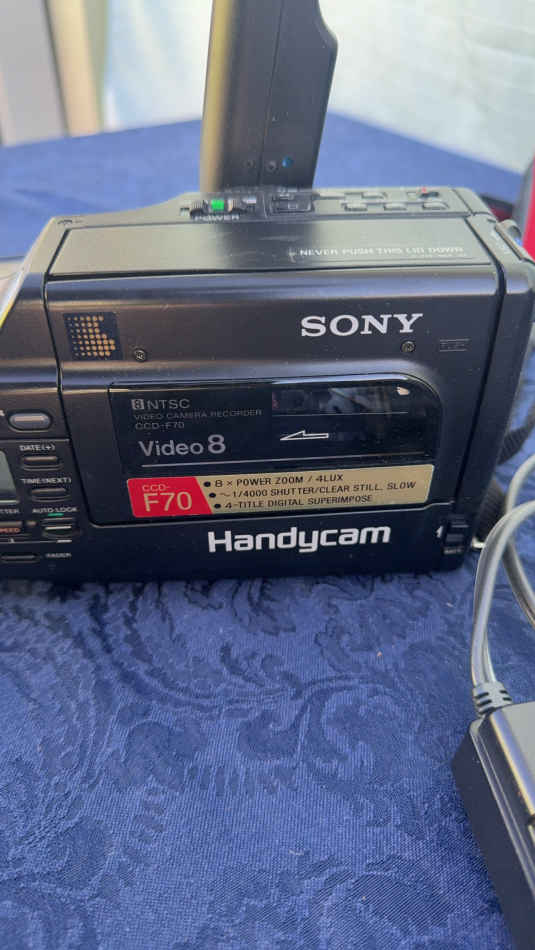 POWER
NEVER PUSH THIS LID DOWN
SONY
8 NTSC
VIDEO CAMERA RECORDER
CCD-F70
Video 8
CCD-
F70
● 8 × POWER ZOOM / 4LUX
● ~1/4000 SHUTTER/CLEAR STILL, SLOW
● 4-TITLE DIGITAL SUPERIMPOSE
DATE(+)
TIME(NEXT)
AUTO-LOCK
FADER
Handycam